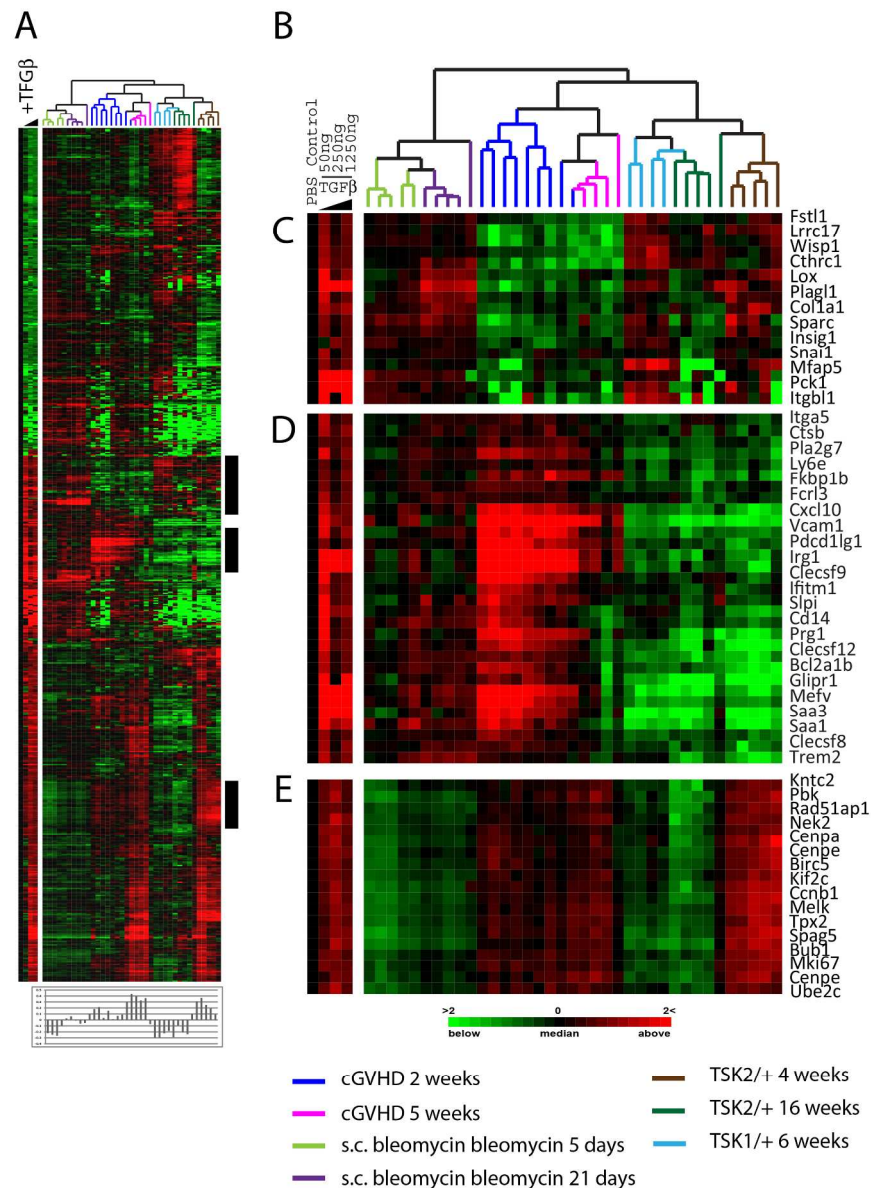 A
B
+TFGβ
PBS Control
50ng
250ng
1250ng
TGFβ
C
Fstl1
Lrrc17
Wisp1
Cthrc1
Lox
Plagl1
Col1a1
Sparc
Insig1
Snai1
Mfap5
Pck1
Itgbl1
D
Itga5
Ctsb
Pla2g7
Ly6e
Fkbp1b
Fcrl3
Cxcl10
Vcam1
Pdcd1lg1
Irg1
Clecsf9
Ifitm1
Slpi
Cd14
Prg1
Clecsf12
Bcl2a1b
Glipr1
Mefv
Saa3
Saa1
Clecsf8
Trem2
E
Kntc2
Pbk
Rad51ap1
Nek2
Cenpa
Cenpe
Birc5
Kif2c
Ccnb1
Melk
Tpx2
Spag5
Bub1
Mki67
Cenpe
Ube2c
>2 0 2<
below median above
cGVHD 2 weeks
cGVHD 5 weeks
s.c. bleomycin bleomycin 5 days
s.c. bleomycin bleomycin 21 days
TSK2/+ 4 weeks
TSK2/+ 16 weeks
TSK1/+ 6 weeks